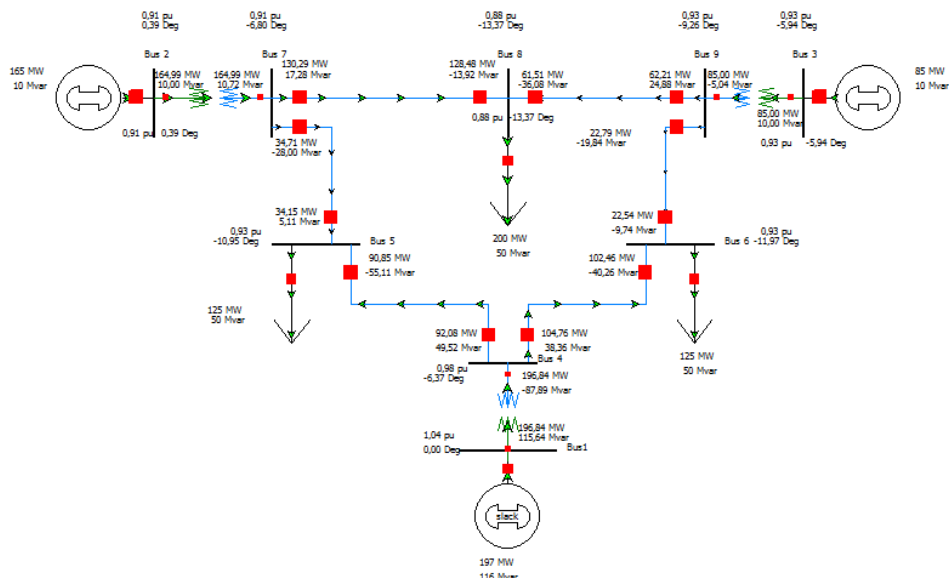 0,91 pu
0,39 Deg
0,91 pu
-6,80 Deg
0,88 pu
-13,37 Deg
0,93 pu
-9,26 Deg
0,93 pu
-5,94 Deg
Bus 2
Bus 7
Bus 8
Bus 9
Bus 3
165 MW
10 Mvar
164,99 MW
10,00 Mvar
164,99 MW
10,72 Mvar
130,29 MW
17,28 Mvar
128,48 MW
-13,92 Mvar
61,51 MW
-36,08 Mvar
62,21 MW
24,88 Mvar
85,00 MW
-5,04 Mvar
85 MW
10 Mvar
85,00 MW
10,00 Mvar
0,91 pu
0,39 Deg
0,88 pu
-13,37 Deg
0,93 pu
-5,94 Deg
34,71 MW
-28,00 Mvar
22,79 MW
-19,84 Mvar
34,15 MW
5,11 Mvar
200 MW
50 Mvar
22,54 MW
-9,74 Mvar
0,93 pu
-10,95 Deg
Bus 5
90,85 MW
-55,11 Mvar
102,46 MW
-40,26 Mvar
Bus 6
0,93 pu
-11,97 Deg
125 MW
50 Mvar
125 MW
50 Mvar
92,08 MW
49,52 Mvar
104,76 MW
38,36 Mvar
Bus 4
0,98 pu
-6,37 Deg
196,84 MW
-87,89 Mvar
196,84 MW
115,64 Mvar
1,04 pu
0,00 Deg
Bus1
slack
197 MW
116 Mvar